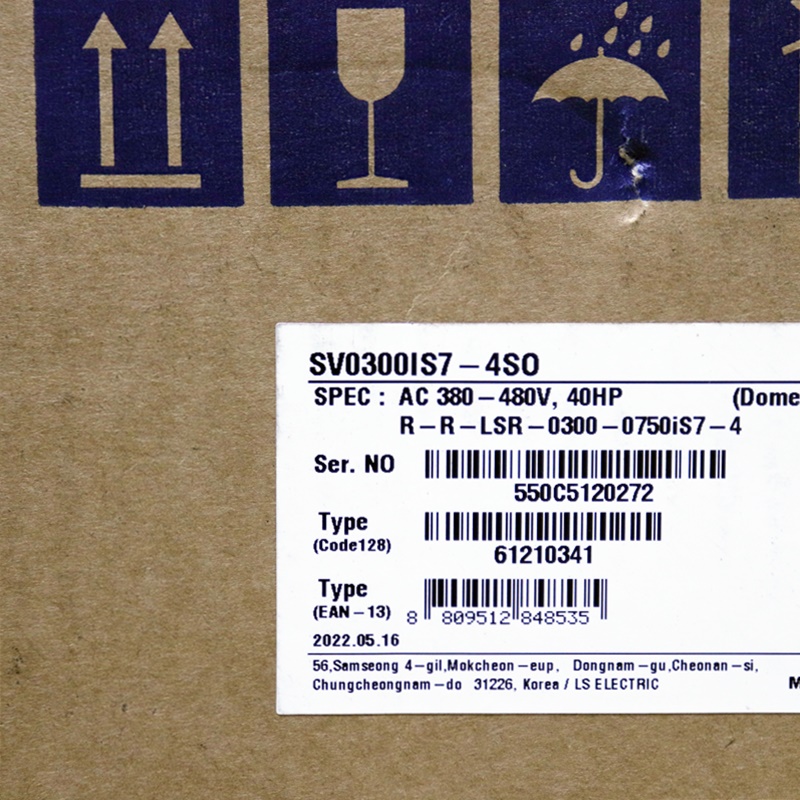 SV0300IS7-4SO
SPEC : AC 380-480V, 40HP (Dome
R-R-LSR-0300-0750iS7-4
Ser. NO
550C5120272
Type
(Code128)
61210341
Type
(EAN-13)
8 809512 848535
2022.05.16
56,Samseong 4-gil,Mokcheon-eup, Dongnam-gu,Cheonan-si,
Chungcheongnam-do 31226, Korea / LS ELECTRIC
M